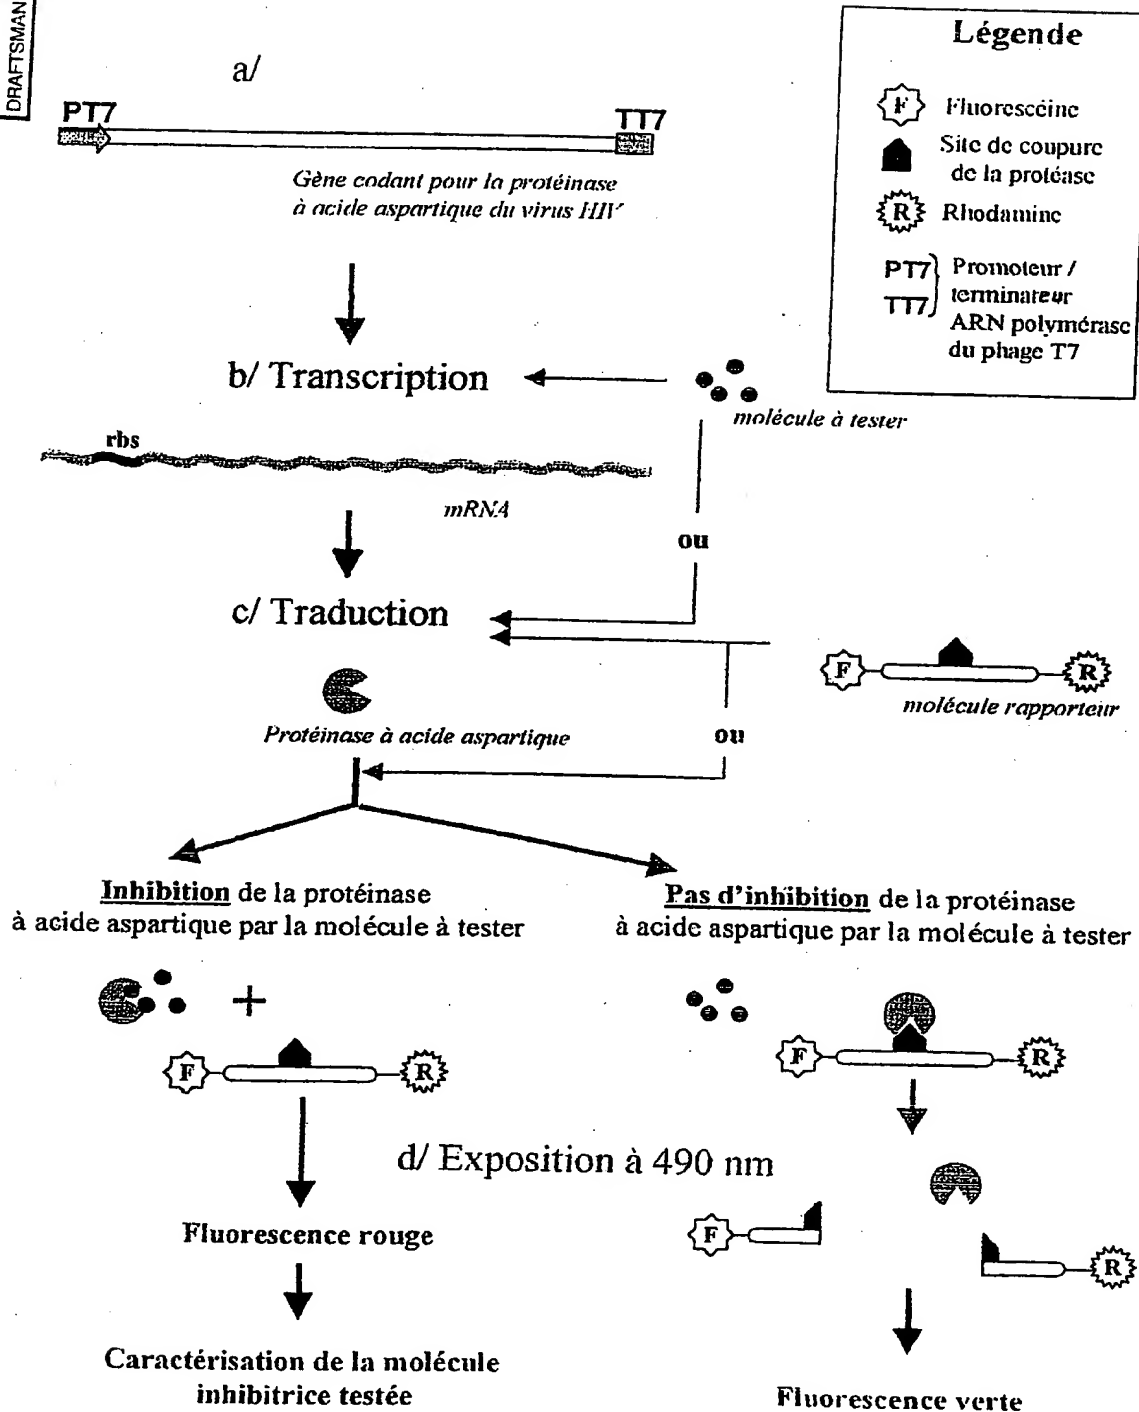 DRAFTSMAN
a/
PT7
TT7
Gène codant pour la protéinase
à acide aspartique du virus HIV
Légende
F Fluorescéine
Site de coupure
de la protéase
R Rhodamine
PT7 Promoteur /
TT7 terminateur
ARN polymérase
du phage T7
b/ Transcription
molécule à tester
rbs
mRNA
ou
c/ Traduction
F
R
molécule rapporteur
Protéinase à acide aspartique
ou
Inhibition de la protéinase
à acide aspartique par la molécule à tester
Pas d'inhibition de la protéinase
à acide aspartique par la molécule à tester
+
F
R
F
R
d/ Exposition à 490 nm
Fluorescence rouge
F
R
Caractérisation de la molécule
inhibitrice testée
Fluorescence verte